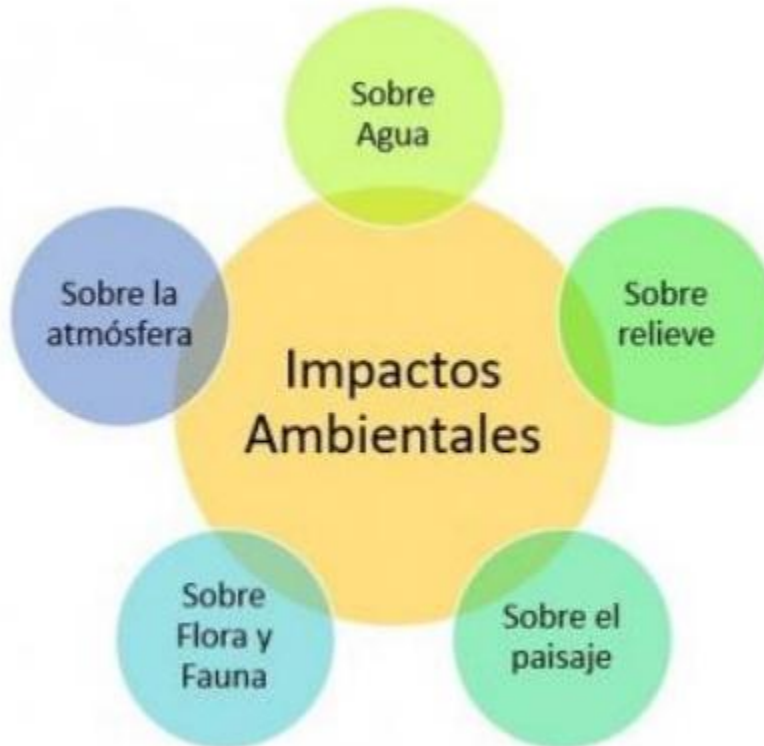 Sobre
Agua
Sobre la
atmósfera
Sobre
relieve
Impactos
Ambientales
Sobre
Flora y
Fauna
Sobre el
paisaje